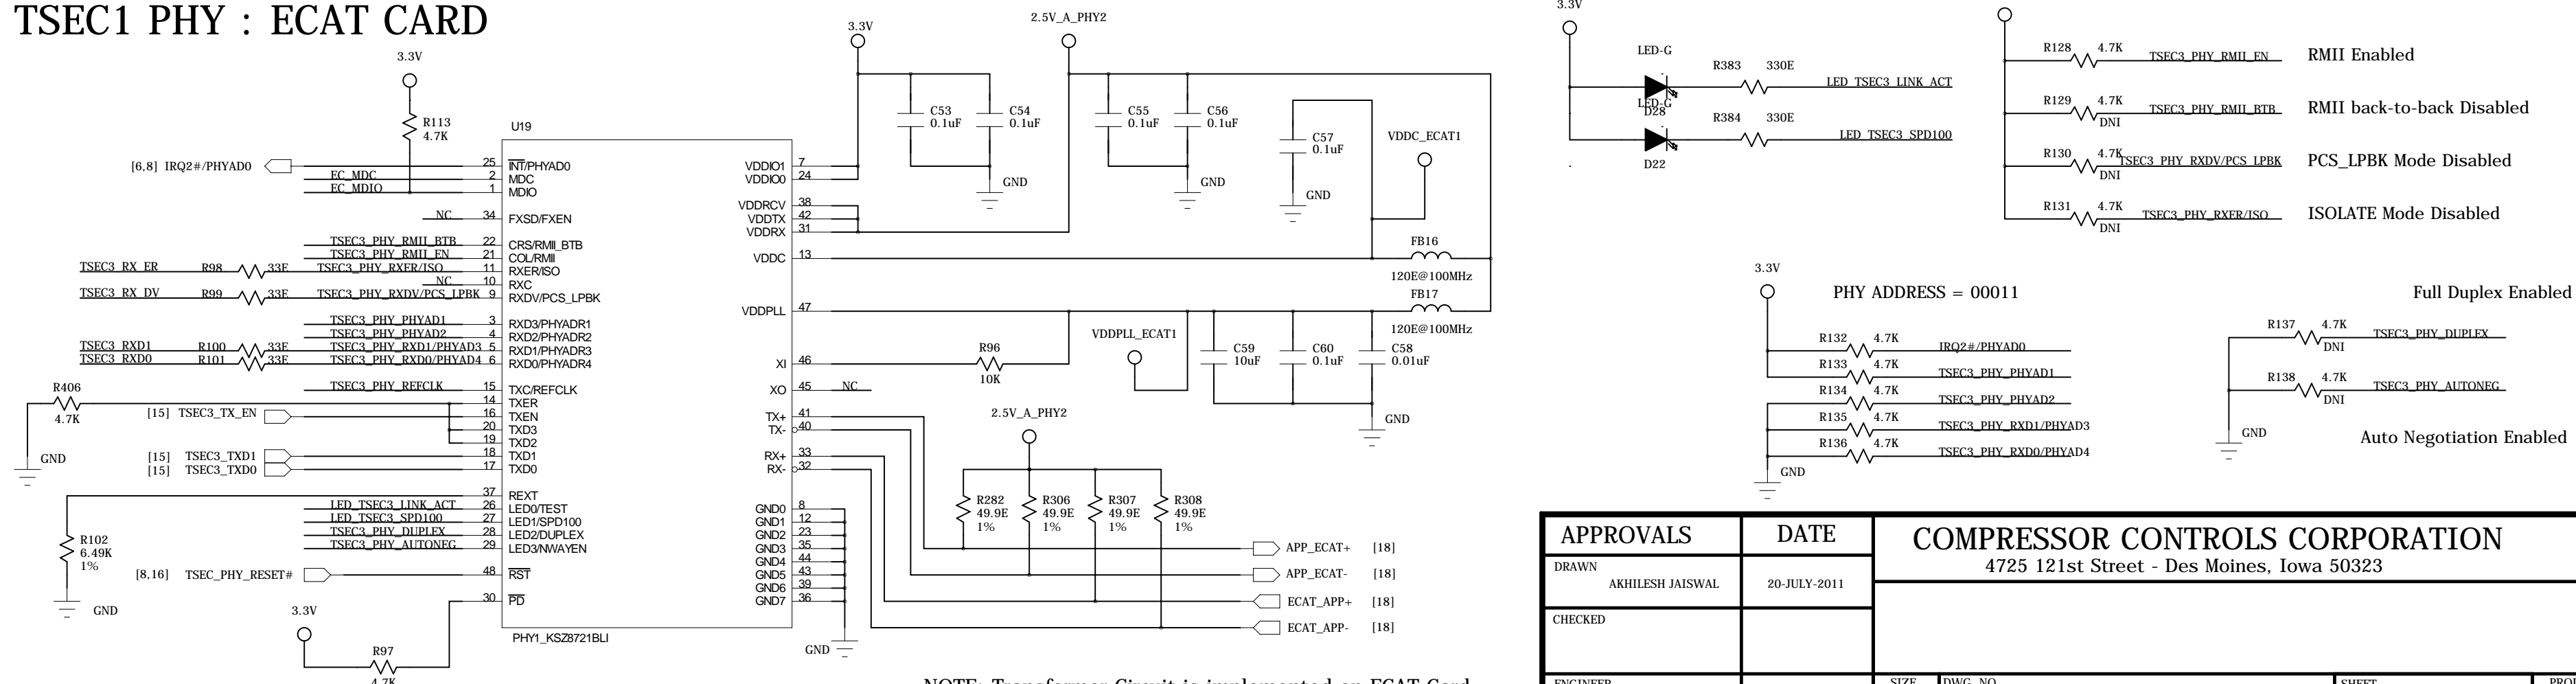 TSEC1 PHY : ECAT CARD
3.3V
R113
4.7K
[6,8] IRQ2#/PHYAD0
EC_MDC
EC_MDIO
NC
TSEC3_PHY_RMII_BTB
TSEC3_PHY_RMII_EN
TSEC3_RX_ER R98 33E TSEC3_PHY_RXER/ISO
NC
TSEC3_RX_DV R99 33E TSEC3_PHY_RXDV/PCS_LPBK
TSEC3_PHY_PHYAD1
TSEC3_PHY_PHYAD2
TSEC3_RXD1 R100 33E TSEC3_PHY_RXD1/PHYAD3
TSEC3_RXD0 R101 33E TSEC3_PHY_RXD0/PHYAD4
R406
4.7K
GND
TSEC3_PHY_REFCLK
[15] TSEC3_TX_EN
[15] TSEC3_TXD1
[15] TSEC3_TXD0
LED_TSEC3_LINK_ACT
LED_TSEC3_SPD100
TSEC3_PHY_DUPLEX
TSEC3_PHY_AUTONEG
R102
6.49K
1%
GND
[8,16] TSEC_PHY_RESET#
3.3V
R97
4.7K
U19
25 INT/PHYAD0
2 MDC
1 MDIO
34 FXSD/FXEN
22 CRS/RMII_BTB
21 COL/RMII
11 RXER/ISO
10 RXC
9 RXDV/PCS_LPBK
3 RXD3/PHYADR1
4 RXD2/PHYADR2
5 RXD1/PHYADR3
6 RXD0/PHYADR4
15 TXC/REFCLK
14 TXER
16 TXEN
20 TXD3
19 TXD2
18 TXD1
17 TXD0
37 REXT
26 LED0/TEST
27 LED1/SPD100
28 LED2/DUPLEX
29 LED3/NWAYEN
48 RST
30 PD
VDDIO1 7
VDDIO0 24
VDDRCV 38
VDDTX 42
VDDRX 31
VDDC 13
VDDPLL 47
XI 46
XO 45
TX+ 41
TX- 40
RX+ 33
RX- 32
GND0 8
GND1 12
GND2 23
GND3 35
GND4 44
GND5 43
GND6 39
GND7 36
PHY1_KSZ8721BLI
GND
3.3V
C53
0.1uF
C54
0.1uF
GND
2.5V_A_PHY2
C55
0.1uF
C56
0.1uF
GND
C57
0.1uF
GND
VDDC_ECAT1
FB16
120E@100MHz
FB17
120E@100MHz
VDDPLL_ECAT1
C59
10uF
C60
0.1uF
C58
0.01uF
GND
R96
10K
NC
2.5V_A_PHY2
R282
49.9E
1%
R306
49.9E
1%
R307
49.9E
1%
R308
49.9E
1%
APP_ECAT+ [18]
APP_ECAT- [18]
ECAT_APP+ [18]
ECAT_APP- [18]
NOTE: Transformer Circuit is implemented on ECAT Card
3.3V
LED-G
D28
R383 330E LED_TSEC3_LINK_ACT
LED-G
D22
R384 330E LED_TSEC3_SPD100
R128 4.7K TSEC3_PHY_RMII_EN RMII Enabled
R129 4.7K DNI TSEC3_PHY_RMII_BTB RMII back-to-back Disabled
R130 4.7K DNI TSEC3_PHY_RXDV/PCS_LPBK PCS_LPBK Mode Disabled
R131 4.7K DNI TSEC3_PHY_RXER/ISO ISOLATE Mode Disabled
3.3V
PHY ADDRESS = 00011
R132 4.7K IRQ2#/PHYAD0
R133 4.7K TSEC3_PHY_PHYAD1
R134 4.7K TSEC3_PHY_PHYAD2
R135 4.7K TSEC3_PHY_RXD1/PHYAD3
R136 4.7K TSEC3_PHY_RXD0/PHYAD4
GND
Full Duplex Enabled
R137 4.7K DNI TSEC3_PHY_DUPLEX
R138 4.7K DNI TSEC3_PHY_AUTONEG
GND
Auto Negotiation Enabled
APPROVALS DATE
COMPRESSOR CONTROLS CORPORATION
4725 121st Street - Des Moines, Iowa 50323
DRAWN
AKHILESH JAISWAL 20-JULY-2011
CHECKED
ENGINEER SIZE DWG. NO. SHEET PROJ